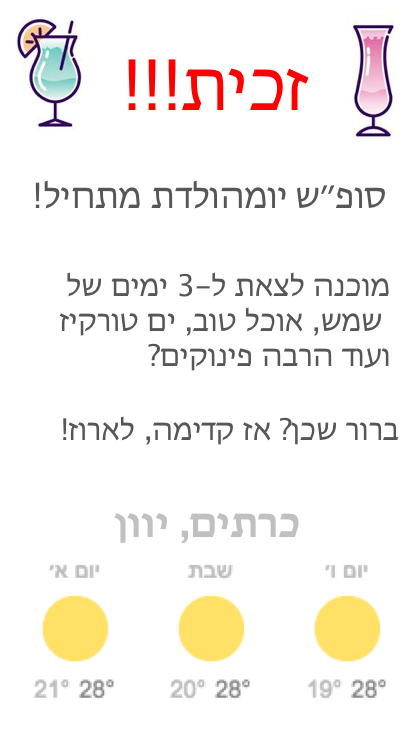 זכית!!!
סופ״ש יומהולדת מתחיל!
מוכנה לצאת ל-3 ימים של
שמש, אוכל טוב, ים טורקיז
ועוד הרבה פינוקים?
ברור שכן? אז קדימה, לארוז!
כרתים, יוון
יום ו׳ שבת יום א׳
28° 19° 28° 20° 28° 21°